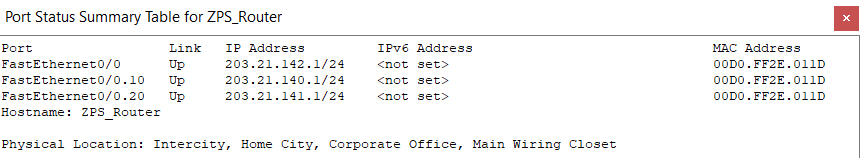 Port Status Summary Table for ZPS_Router
Port Link IP Address IPv6 Address MAC Address
FastEthernet0/0 Up 203.21.142.1/24 <not set> 00D0.FF2E.011D
FastEthernet0/0.10 Up 203.21.140.1/24 <not set> 00D0.FF2E.011D
FastEthernet0/0.20 Up 203.21.141.1/24 <not set> 00D0.FF2E.011D
Hostname: ZPS_Router
Physical Location: Intercity, Home City, Corporate Office, Main Wiring Closet